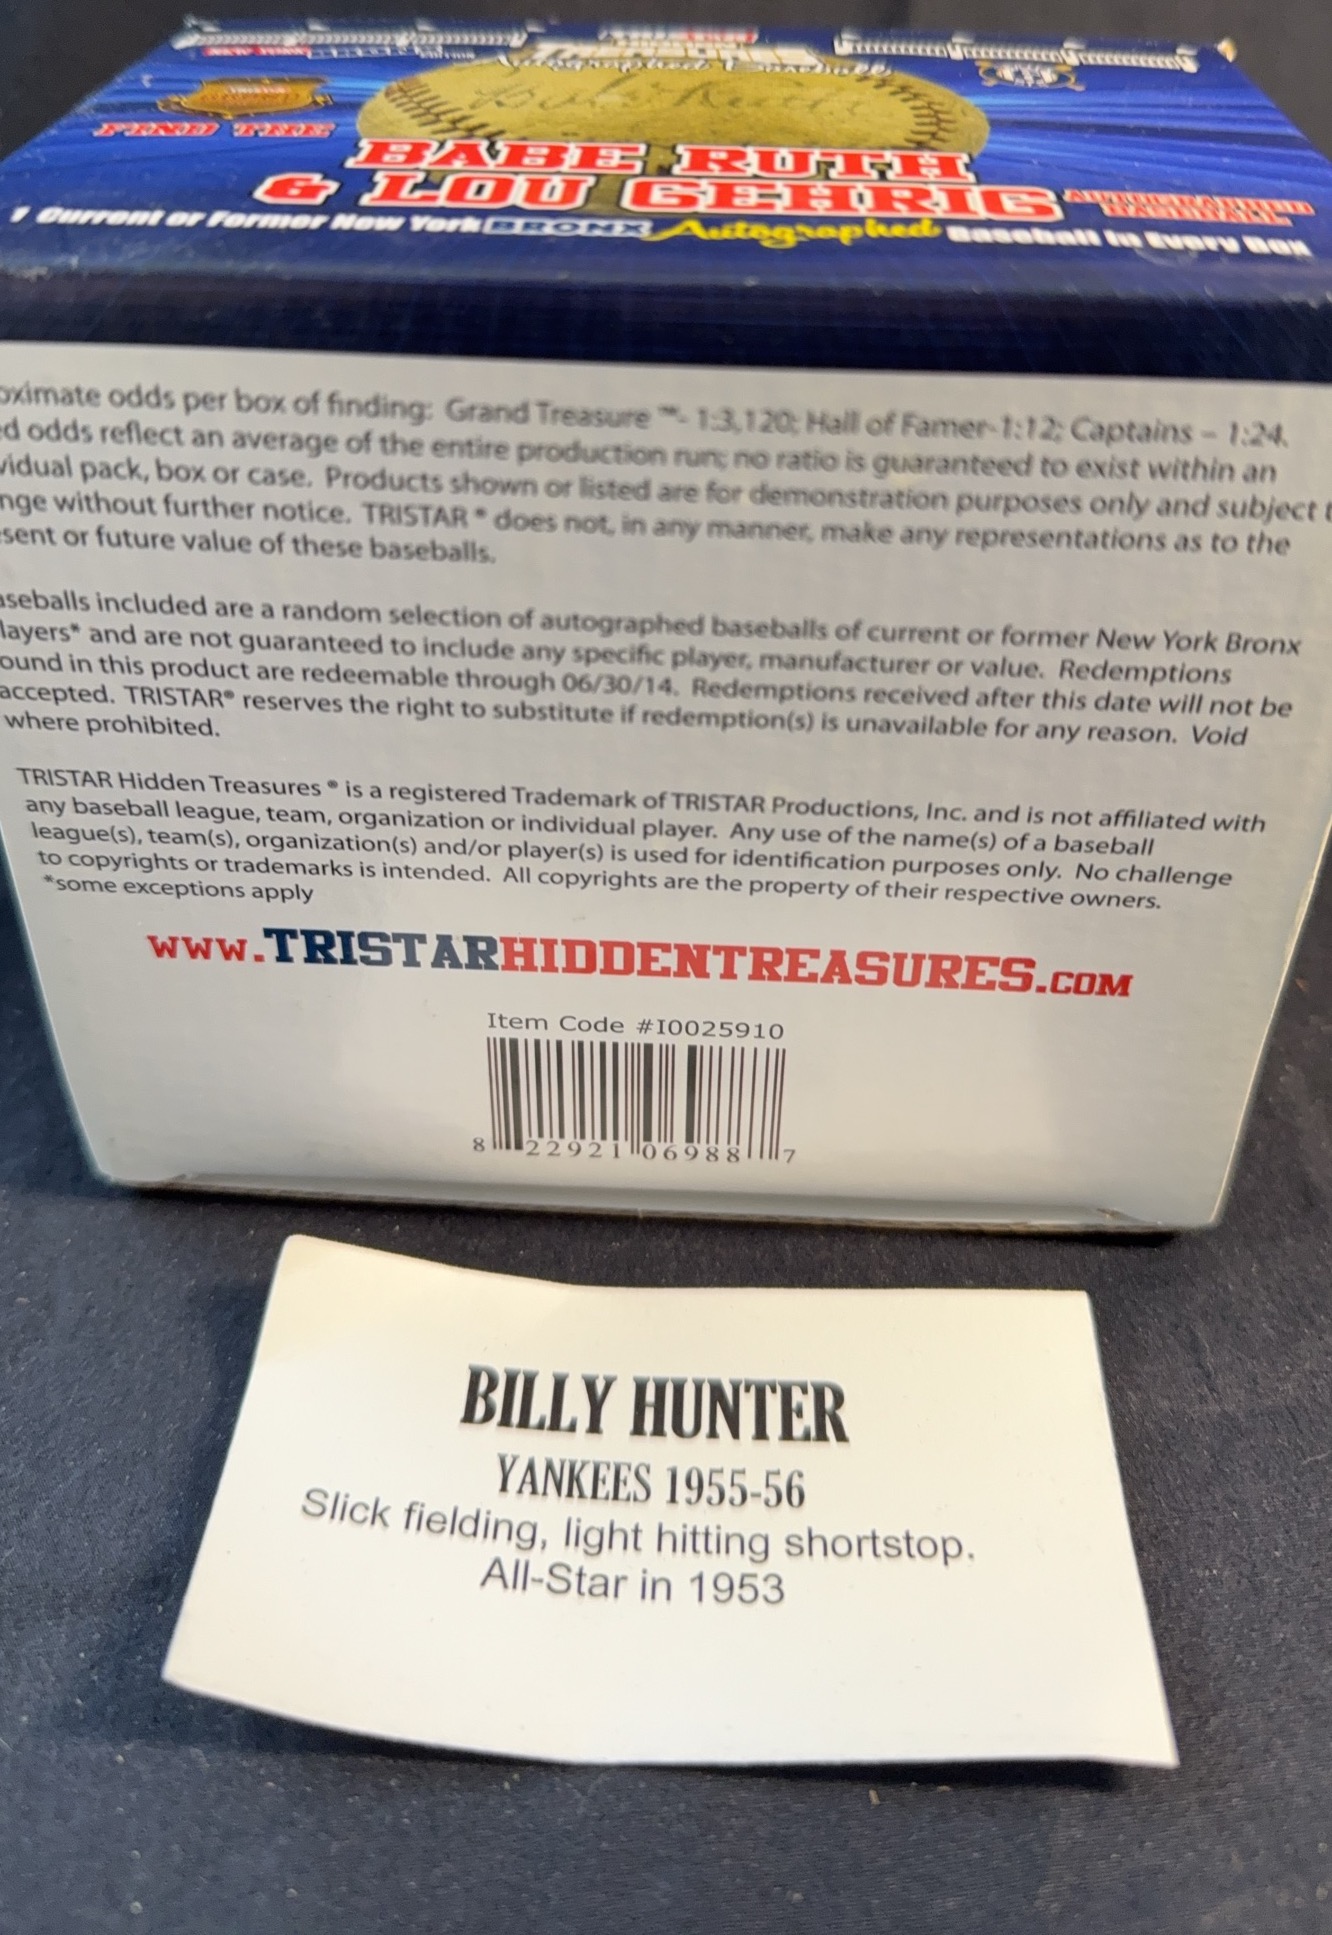 NEW YORK
EDITION
TRISTAR
Autographed Baseball
FIND THE
BABE RUTH
& LOU GEHRIG AUTOGRAPHED BASEBALL
1 Current or Former New York BRONX Autographed Baseball In Every Box
oximate odds per box of finding: Grand Treasure ™- 1:3,120; Hall of Famer-1:12; Captains – 1:24.
d odds reflect an average of the entire production run; no ratio is guaranteed to exist within an
vidual pack, box or case. Products shown or listed are for demonstration purposes only and subject t
nge without further notice. TRISTAR ® does not, in any manner, make any representations as to the
sent or future value of these baseballs.
aseballs included are a random selection of autographed baseballs of current or former New York Bronx
layers* and are not guaranteed to include any specific player, manufacturer or value. Redemptions
ound in this product are redeemable through 06/30/14. Redemptions received after this date will not be
accepted. TRISTAR® reserves the right to substitute if redemption(s) is unavailable for any reason. Void
where prohibited.
TRISTAR Hidden Treasures ® is a registered Trademark of TRISTAR Productions, Inc. and is not affiliated with
any baseball league, team, organization or individual player. Any use of the name(s) of a baseball
league(s), team(s), organization(s) and/or player(s) is used for identification purposes only. No challenge
to copyrights or trademarks is intended. All copyrights are the property of their respective owners.
*some exceptions apply
www.TRISTARHIDDENTREASURES.COM
Item Code #I0025910
8 22921 06988 7
BILLY HUNTER
YANKEES 1955-56
Slick fielding, light hitting shortstop.
All-Star in 1953